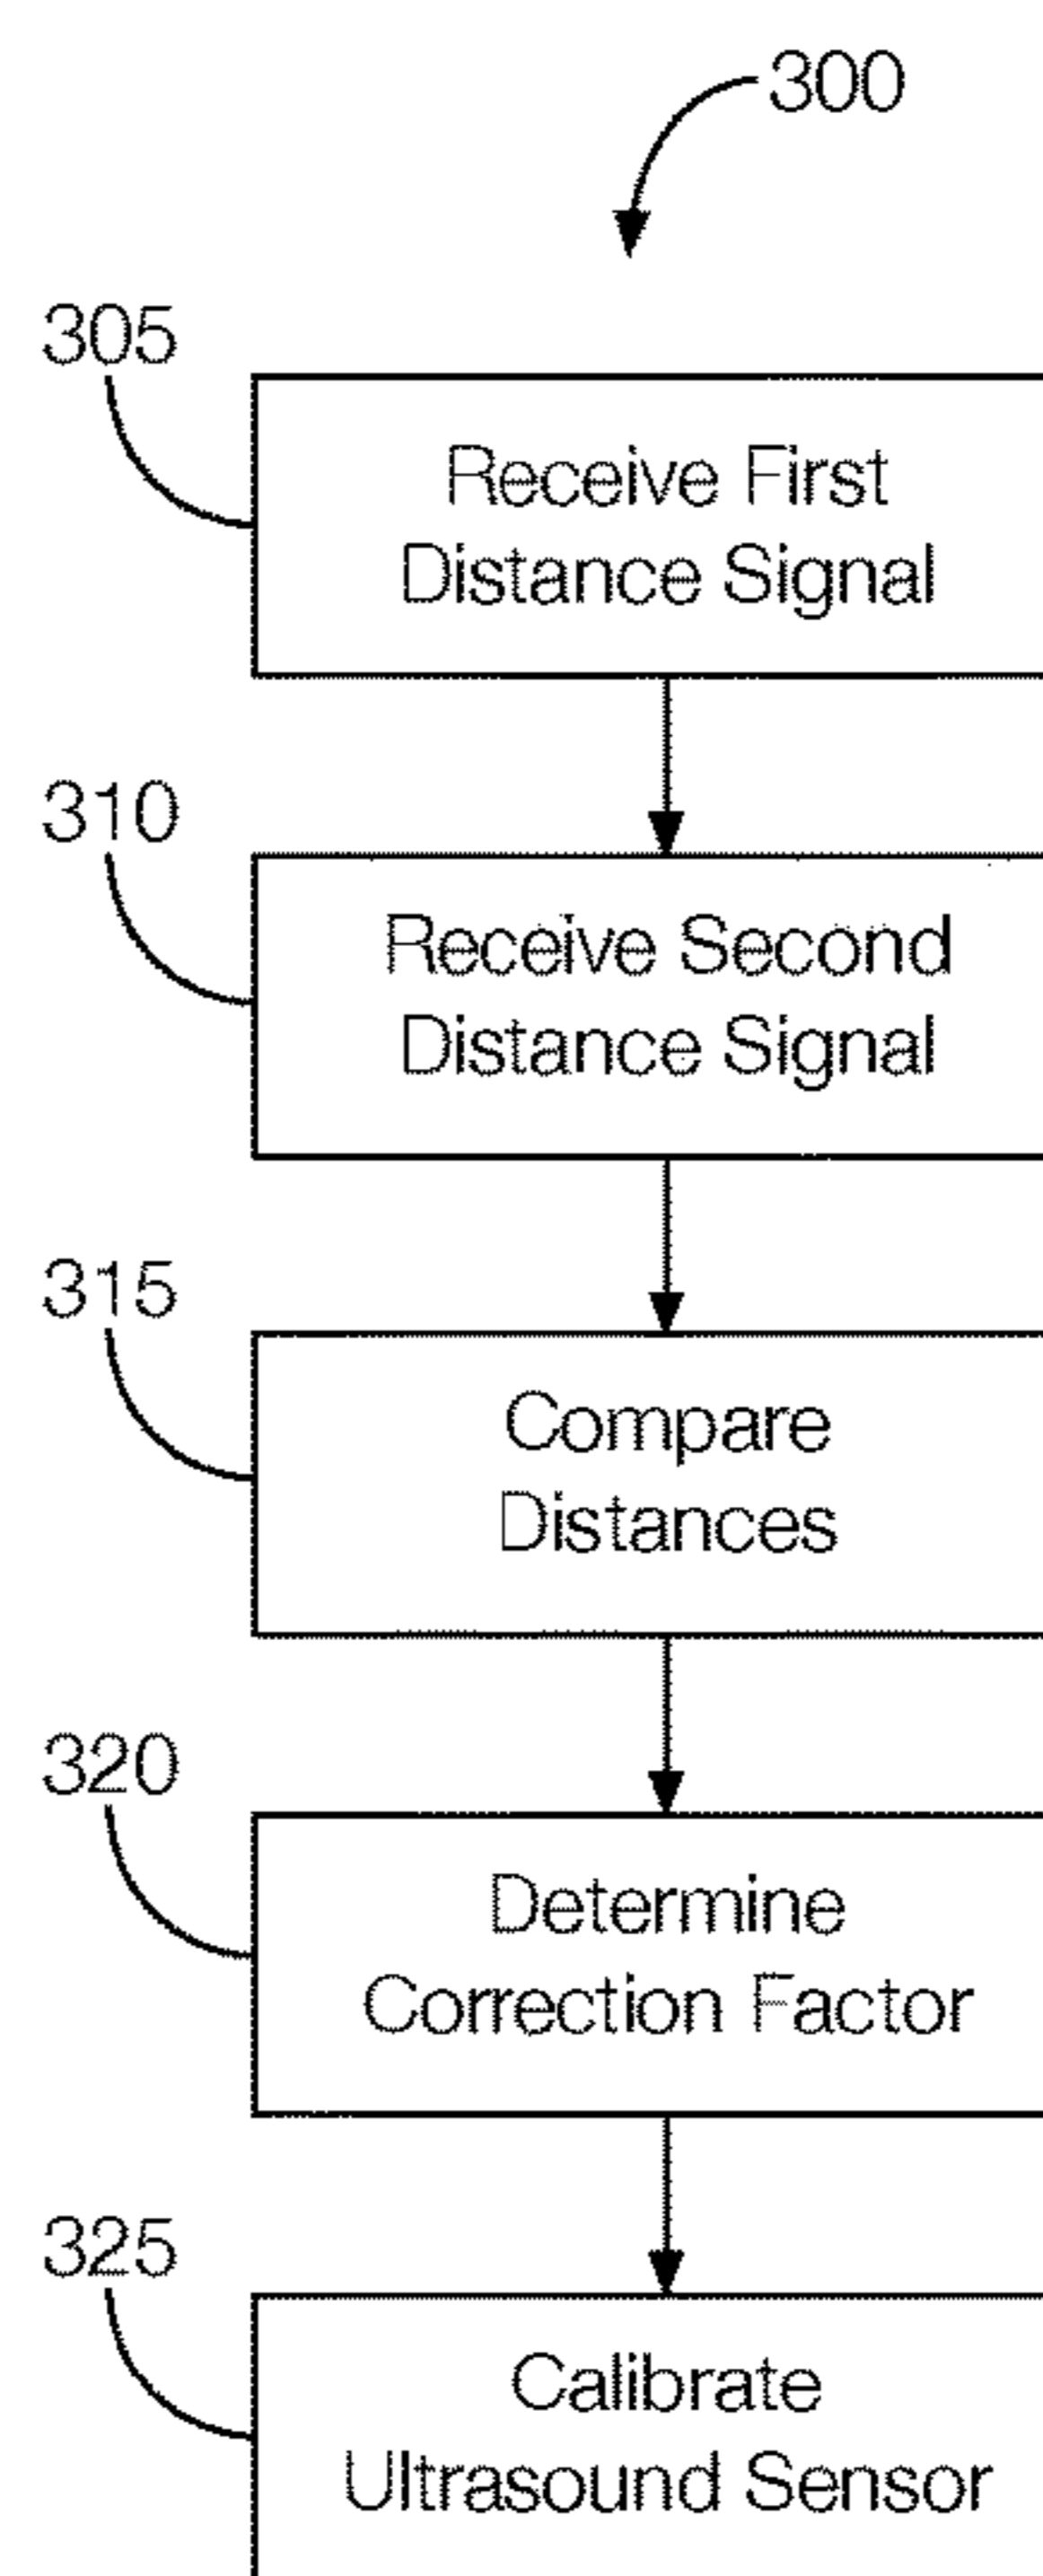 300
305
Receive First
Distance Signal
310
Receive Second
Distance Signal
315
Compare
Distances
320
Determine
Correction Factor
325
Calibrate
Ultrasound Sensor